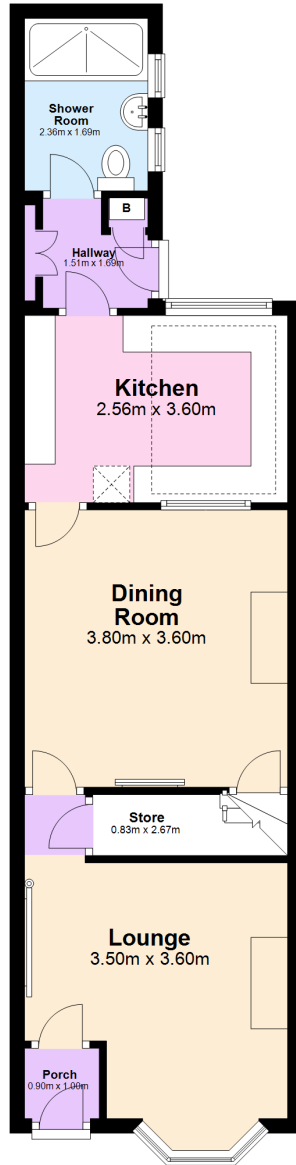 Shower
Room
2.36m x 1.69m
B
Hallway
1.51m x 1.69m
Kitchen
2.56m x 3.60m
Dining
Room
3.80m x 3.60m
Store
0.83m x 2.67m
Lounge
3.50m x 3.60m
Porch
0.90m x 1.00m